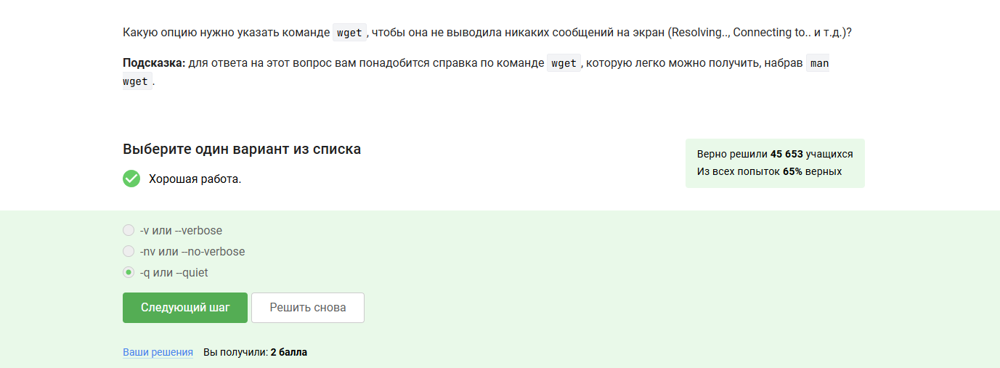 Какую опцию нужно указать команде wget, чтобы она не выводила никаких сообщений на экран (Resolving.., Connecting to.. и т.д.)?
Подсказка: для ответа на этот вопрос вам понадобится справка по команде wget, которую легко можно получить, набрав man
wget.
Выберите один вариант из списка
Хорошая работа.
Верно решили 45 653 учащихся
Из всех попыток 65% верных
-v или --verbose
-nv или --no-verbose
-q или --quiet
Следующий шаг
Решить снова
Ваши решения Вы получили: 2 балла